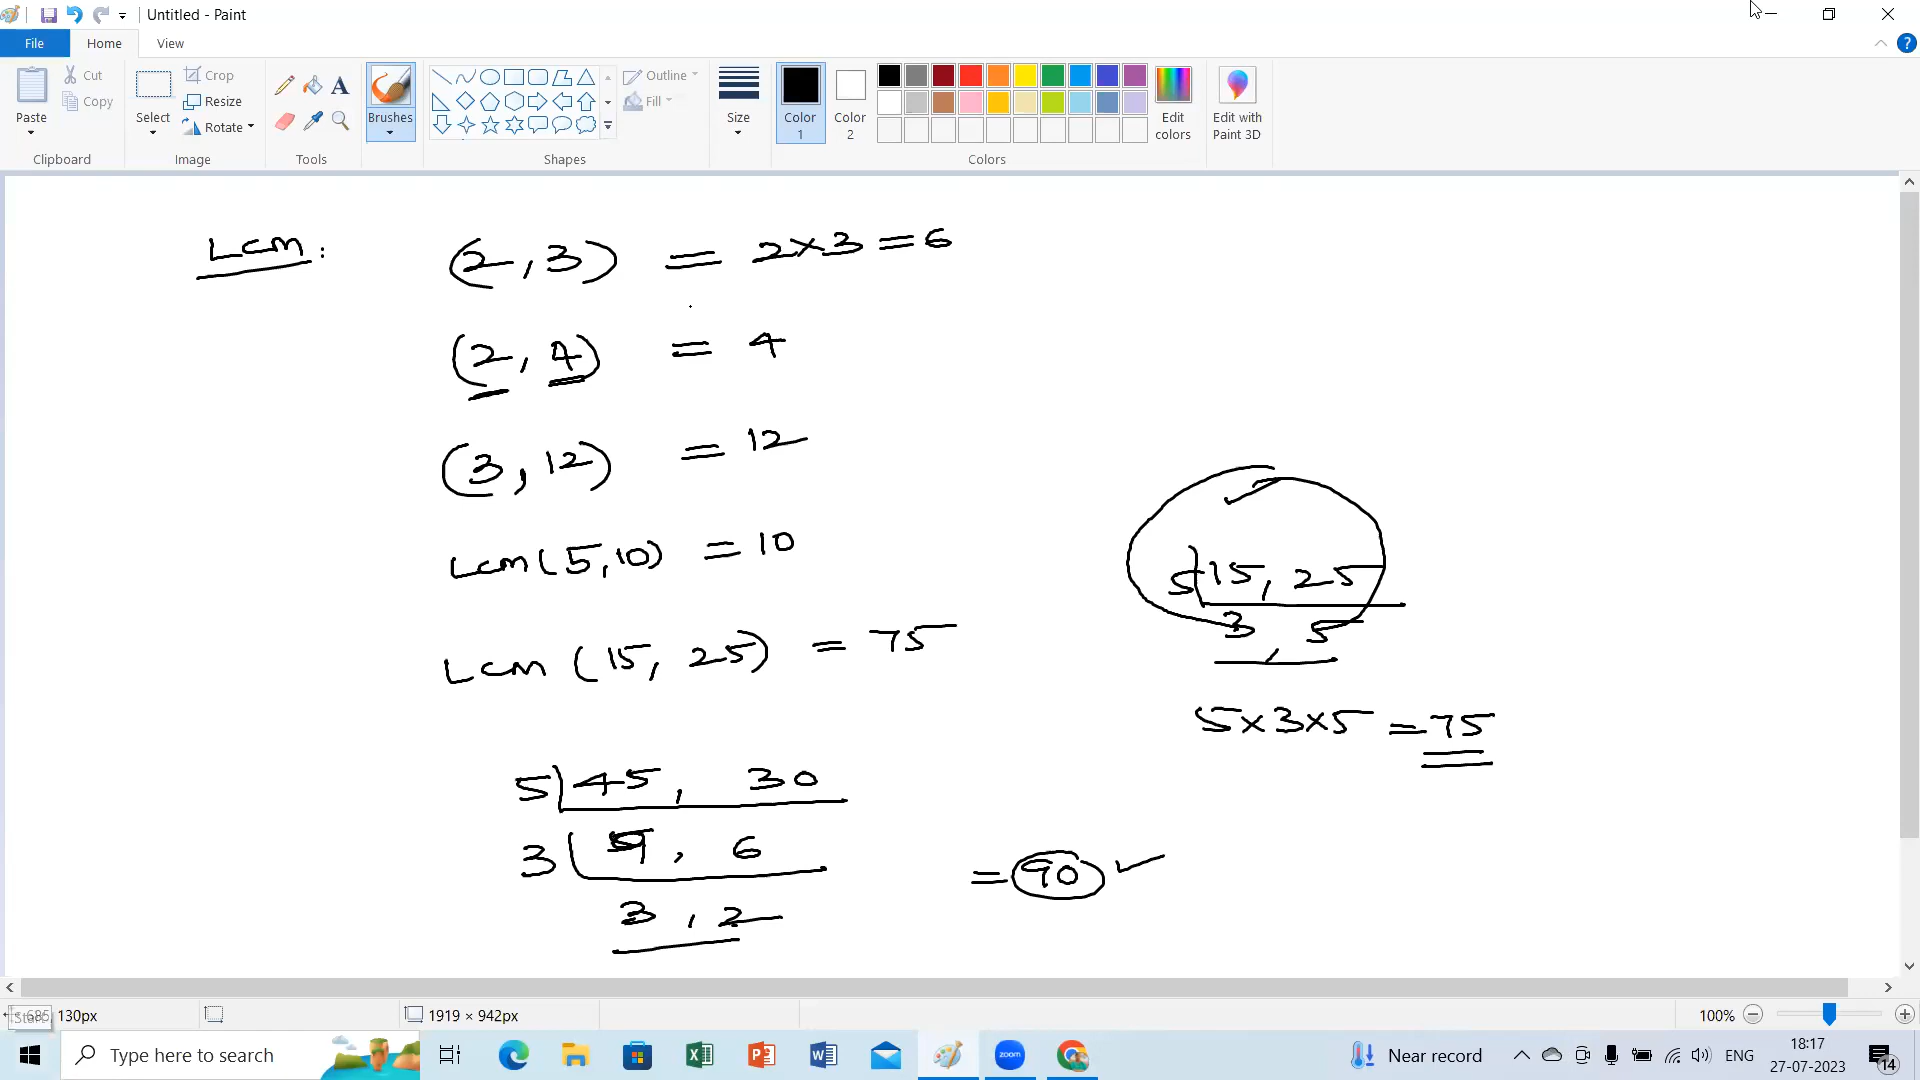 Untitled - Paint
File Home View
Paste
Cut
Copy
Clipboard
Select
Crop
Resize
Rotate
Image
A
Tools
Brushes
Outline
Fill
Shapes
Size
Color 1
Color 2
Edit colors
Edit with Paint 3D
Colors
?
Lcm :
(2,3) = 2×3 = 6
(2,4) = 4
(3,12) = 12
Lcm(5,10) = 10
Lcm (15, 25) = 75
5 15, 25
3, 5
5×3×5 = 75
5 45, 30
3 9, 6
= 90
3, 2
130px
Start
1919 × 942px
100%
Type here to search
zoom
Near record
ENG
18:17
27-07-2023
14